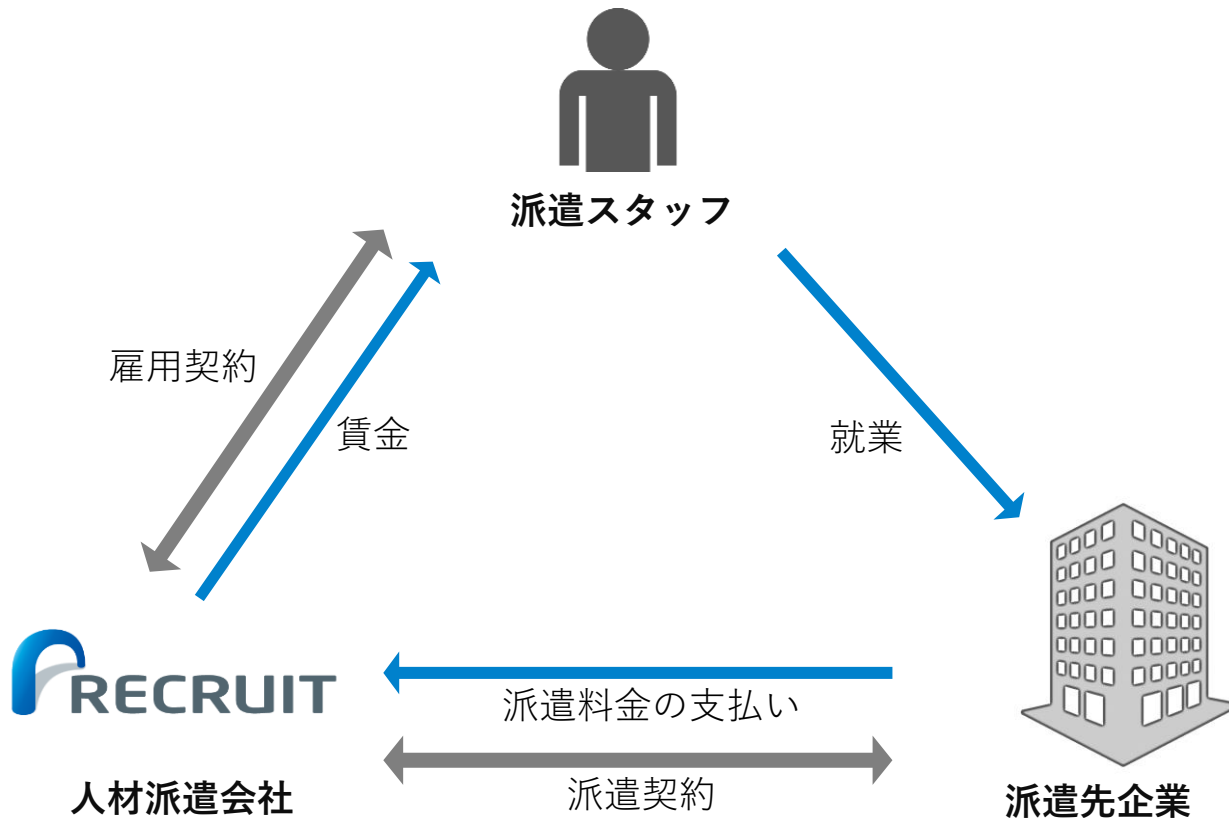 派遣スタッフ
雇用契約
賃金
就業
RECRUIT
派遣料金の支払い
人材派遣会社
派遣契約
派遣先企業